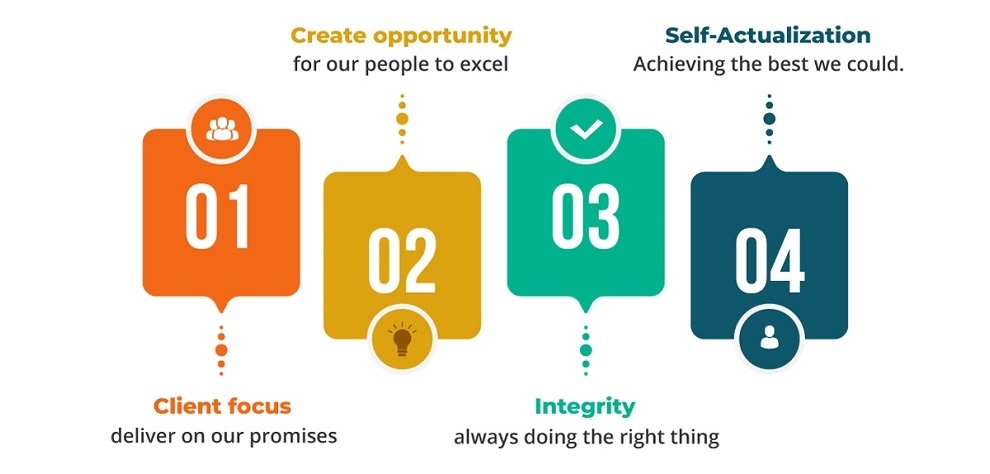 Create opportunity
for our people to excel
Self-Actualization
Achieving the best we could.
01
02
03
04
Client focus
deliver on our promises
Integrity
always doing the right thing